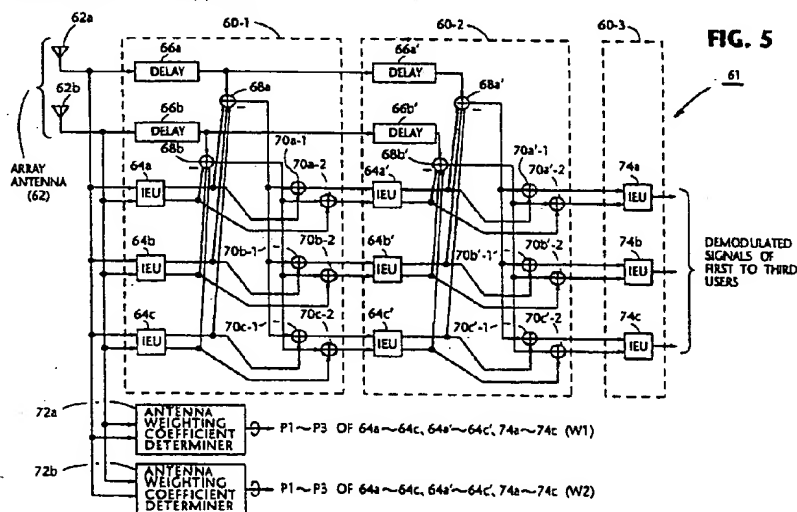 60-1
60-2
60-3
FIG. 5
61
62a
62b
66a
DELAY
66a'
DELAY
68a
68a'
66b
DELAY
66b'
DELAY
ARRAY
ANTENNA
(62)
68b
70a-1
70a-2
68b'
70a'-1
70a'-2
64a
IEU
64a'
IEU
74a
IEU
64b
IEU
70b-1
70b-2
64b'
IEU
70b'-1
70b'-2
74b
IEU
DEMODULATED
SIGNALS OF
FIRST TO THIRD
USERS
64c
IEU
70c-1
70c-2
64c'
IEU
70c'-1
70c'-2
74c
IEU
72a
ANTENNA
WEIGHTING
COEFFICIENT
DETERMINER
P1~P3 OF 64a~64c, 64a'~64c', 74a~74c (W1)
72b
ANTENNA
WEIGHTING
COEFFICIENT
DETERMINER
P1~P3 OF 64a~64c, 64a'~64c', 74a~74c (W2)